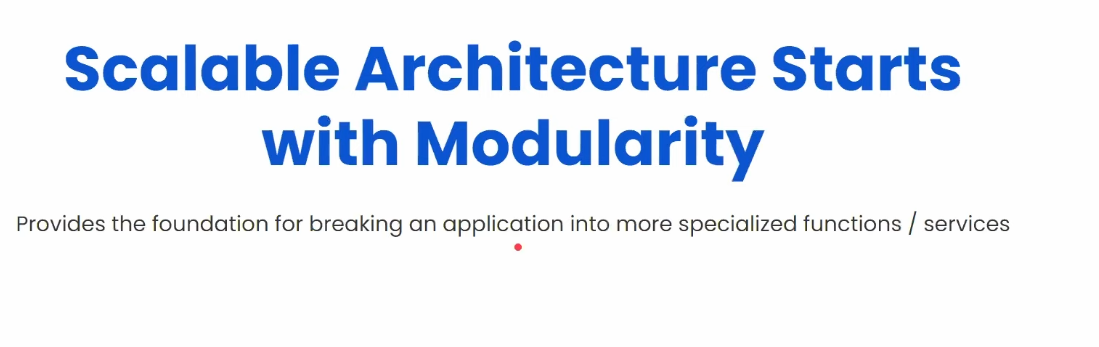 Scalable Architecture Starts
with Modularity
Provides the foundation for breaking an application into more specialized functions / services